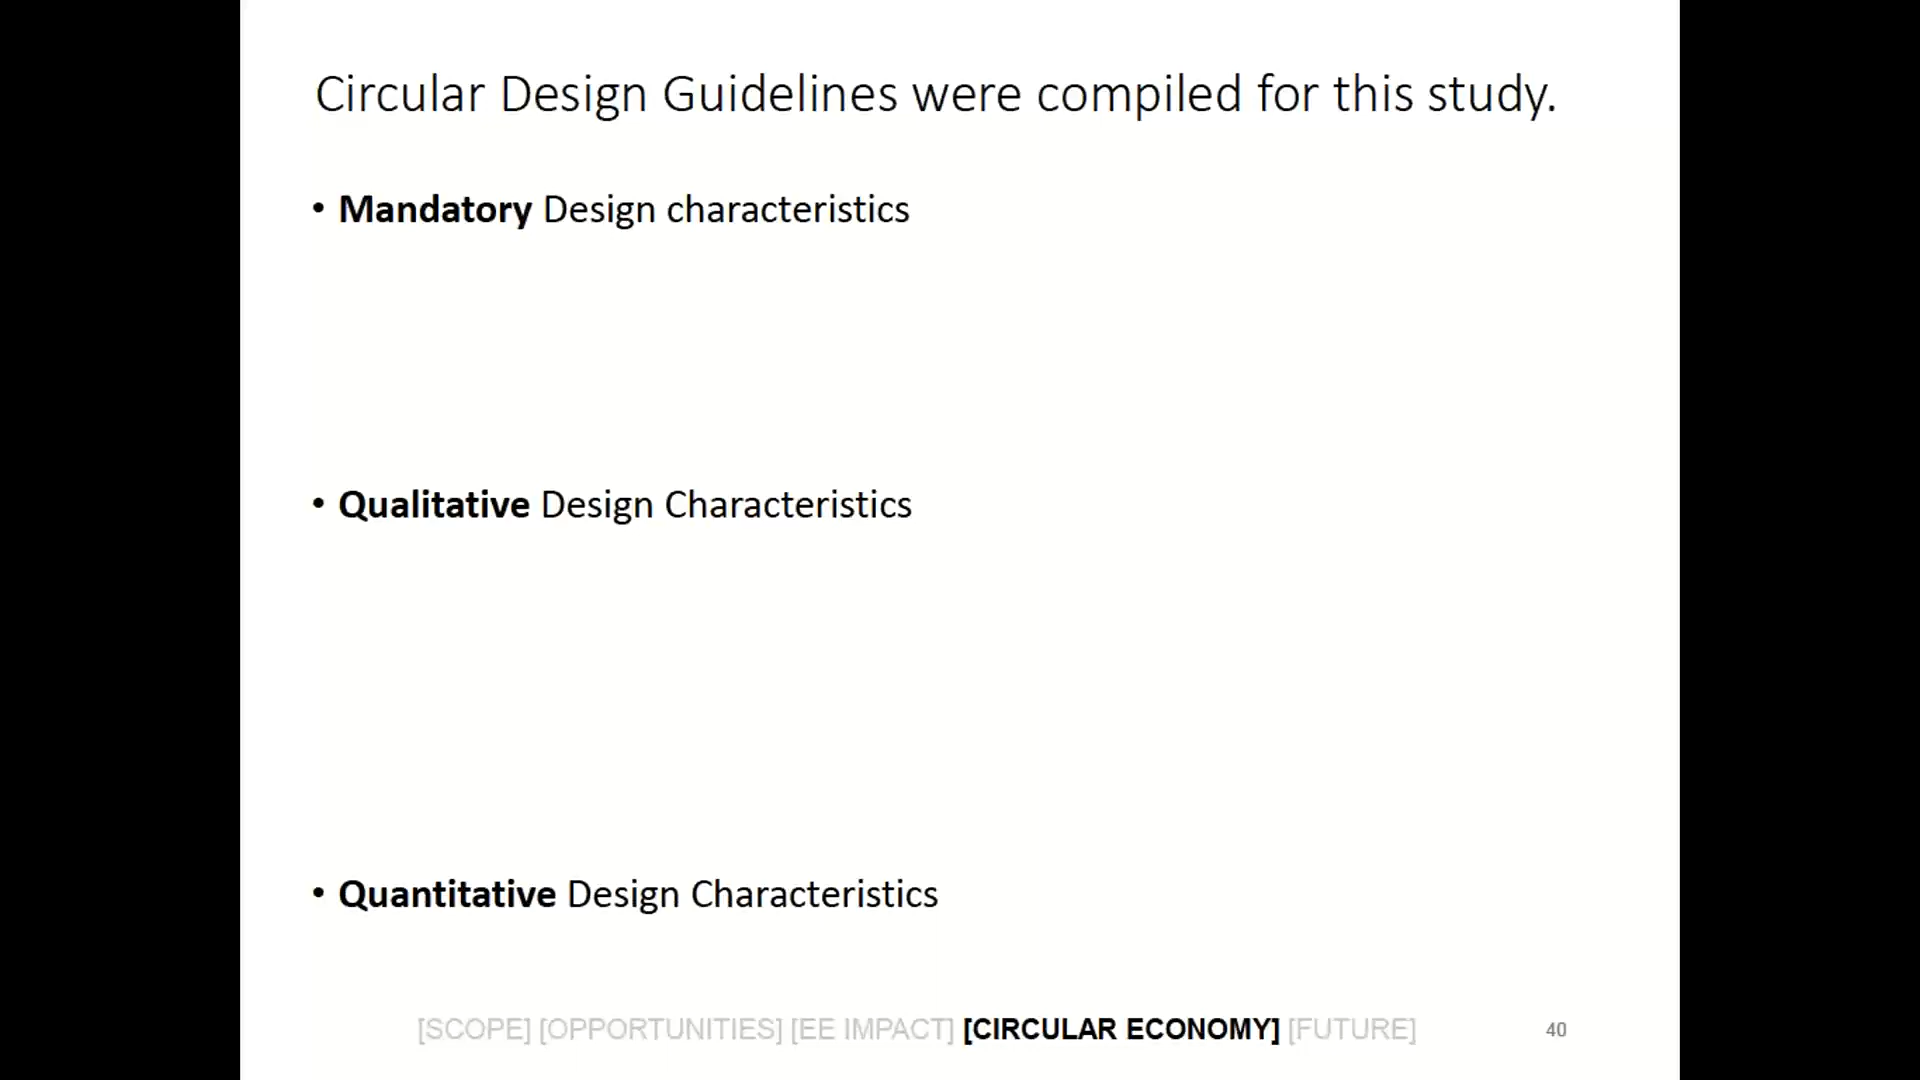 Circular Design Guidelines were compiled for this study.
• Mandatory Design characteristics
• Qualitative Design Characteristics
• Quantitative Design Characteristics
[SCOPE] [OPPORTUNITIES] [EE IMPACT] [CIRCULAR ECONOMY] [FUTURE]
40